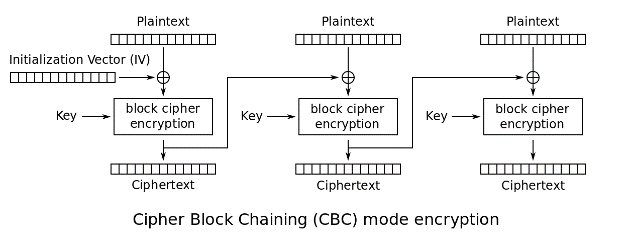 Plaintext
Plaintext
Plaintext
Initialization Vector (IV)
Key
block cipher
encryption
Key
block cipher
encryption
Key
block cipher
encryption
Ciphertext
Ciphertext
Ciphertext
Cipher Block Chaining (CBC) mode encryption